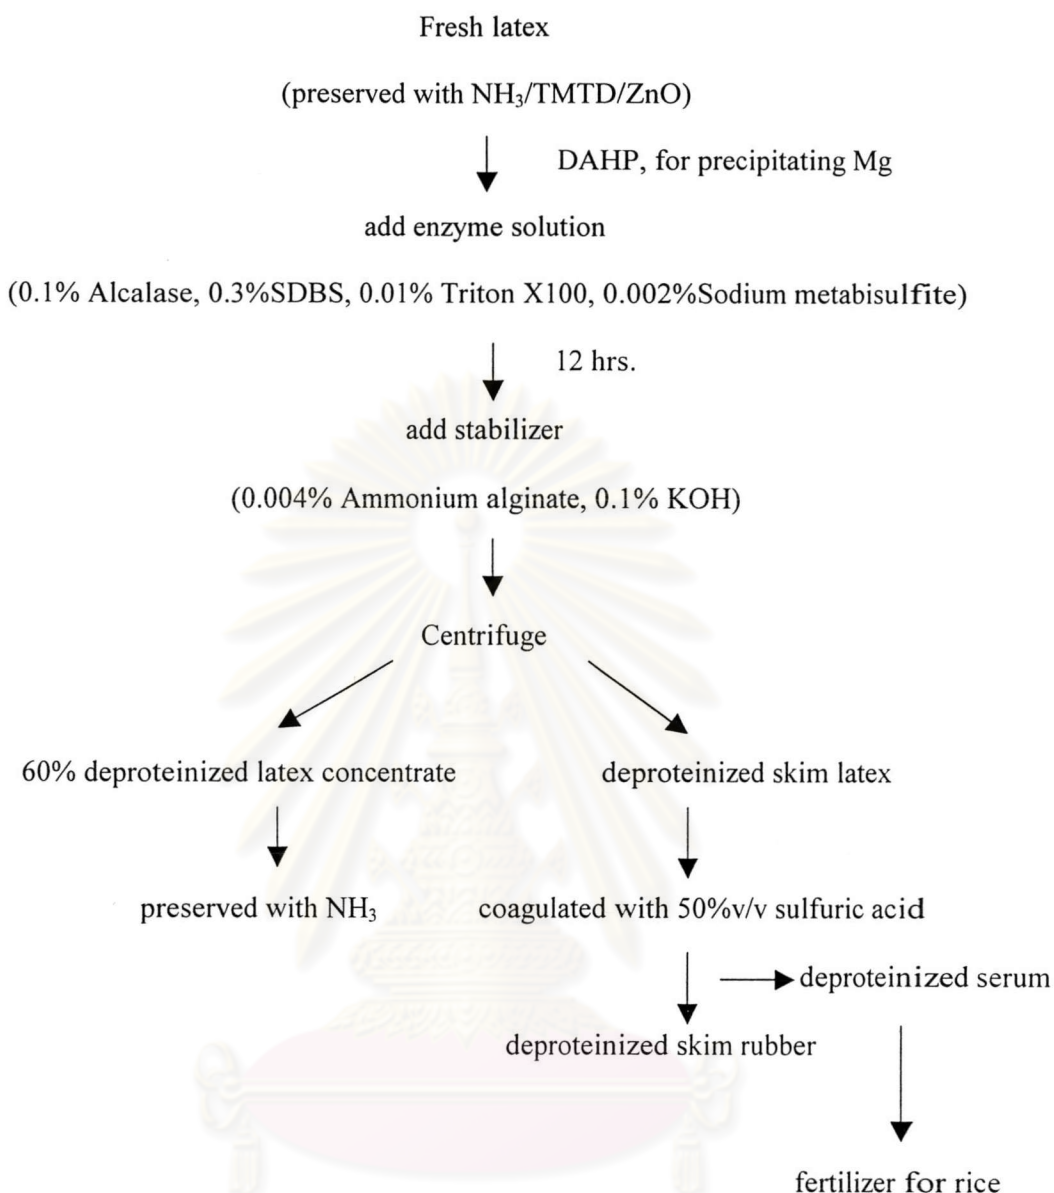 Fresh latex
(preserved with NH₃/TMTD/ZnO)
DAHP, for precipitating Mg
add enzyme solution
(0.1% Alcalase, 0.3%SDBS, 0.01% Triton X100, 0.002%Sodium metabisulfite)
12 hrs.
add stabilizer
(0.004% Ammonium alginate, 0.1% KOH)
Centrifuge
60% deproteinized latex concentrate
deproteinized skim latex
preserved with NH₃
coagulated with 50%v/v sulfuric acid
deproteinized serum
deproteinized skim rubber
fertilizer for rice